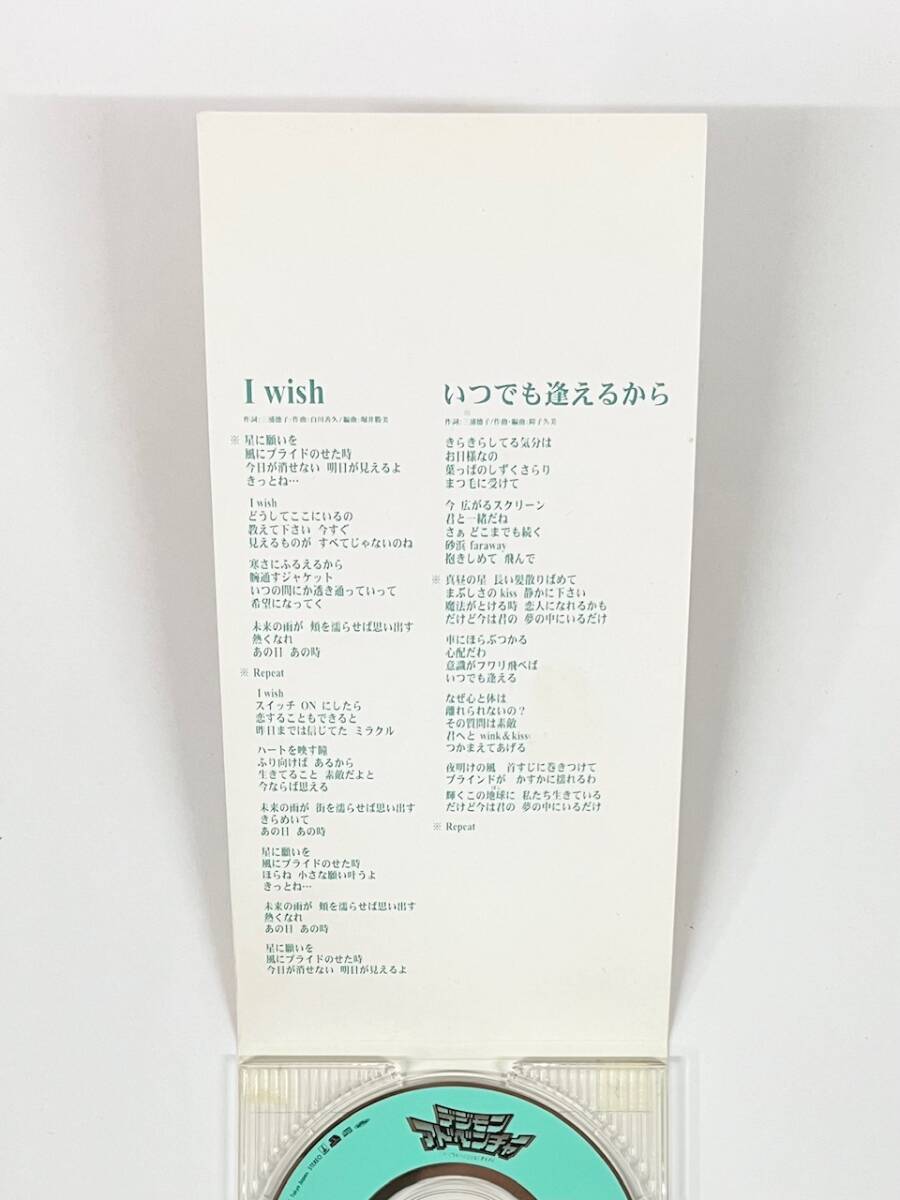 I wish
作詞:三浦徳子/作曲:白川善久/編曲:堀井勝美
※ 星に願いを
風にプライドのせた時
今日が消せない 明日が見えるよ
きっとね…
I wish
どうしてここにいるの
教えて下さい 今すぐ
見えるものが すべてじゃないのね
寒さにふるえるから
腕通すジャケット
いつの間にか透き通っていって
希望になってく
未来の雨が 頬を濡らせば思い出す
熱くなれ
あの日 あの時
※ Repeat
I wish
スイッチ ON にしたら
恋することもできると
昨日までは信じてた ミラクル
ハートを映す瞳
ふり向けば あるから
生きてること 素敵だよと
今ならば思える
未来の雨が 街を濡らせば思い出す
きらめいて
あの日 あの時
星に願いを
風にプライドのせた時
ほらね 小さな願い叶うよ
きっとね…
未来の雨が 頬を濡らせば思い出す
熱くなれ
あの日 あの時
星に願いを
風にプライドのせた時
今日が消せない 明日が見えるよ
いつでも逢えるから
作詞:三浦徳子/作曲・編曲:樫子久美
きらきらしてる気分は
お日様なの
葉っぱのしずくさらり
まつ毛に受けて
今 広がるスクリーン
君と一緒だね
さぁ どこまでも続く
砂浜 faraway
抱きしめて 飛んで
※ 真昼の星 長い髪散りばめて
まぶしさの kiss 静かに下さい
魔法がとける時 恋人になれるかも
だけど今は君の 夢の中にいるだけ
車にほらぶつかる
心配だわ
意識がフワリ飛べば
いつでも逢える
なぜ心と体は
離れられないの?
その質問は素敵
君へと wink&kiss
つかまえてあげる
夜明けの風 首すじに巻きつけて
ブラインドが かすかに揺れるわ
輝くこの地球に 私たち生きている
だけど今は君の 夢の中にいるだけ
※ Repeat
デジモン
アドベンチャー
STEREO